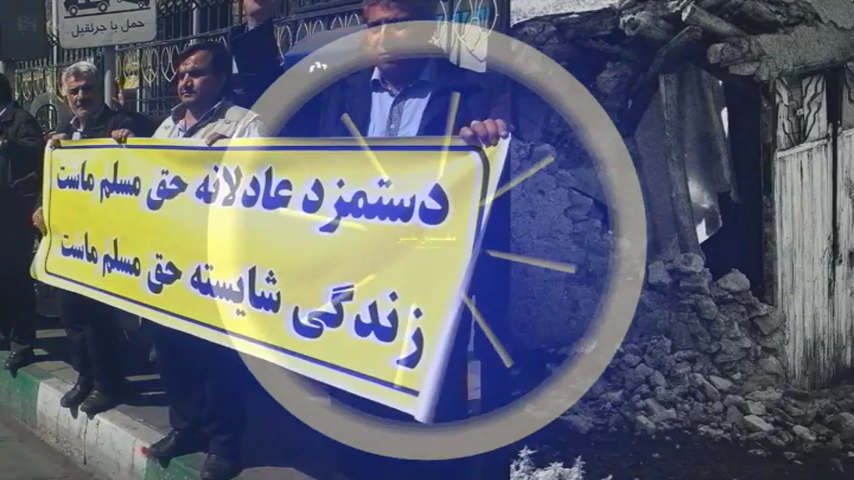 حمل با جرثقیل
دستمزد عادلانه حق مسلم ماست
زندگی شایسته حق مسلم ماست